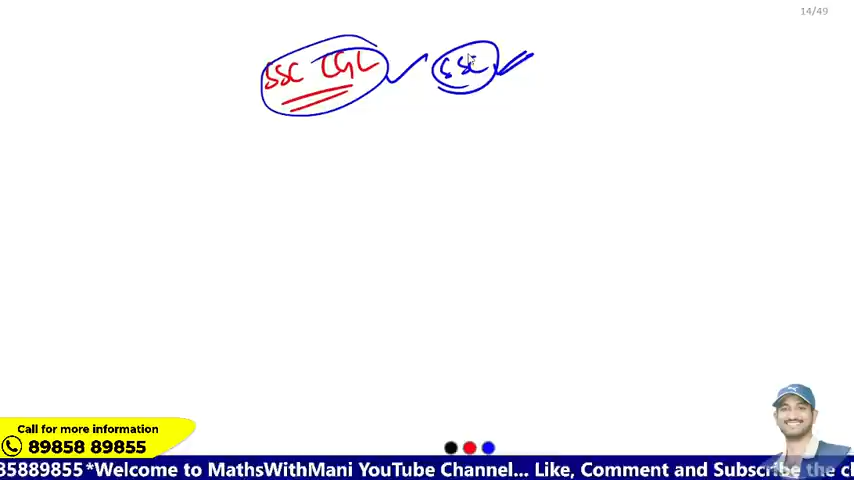 14/49
SSC CGL SSC
Call for more information
89858 89855
85889855 *Welcome to MathsWithMani YouTube Channel... Like, Comment and Subscribe the c